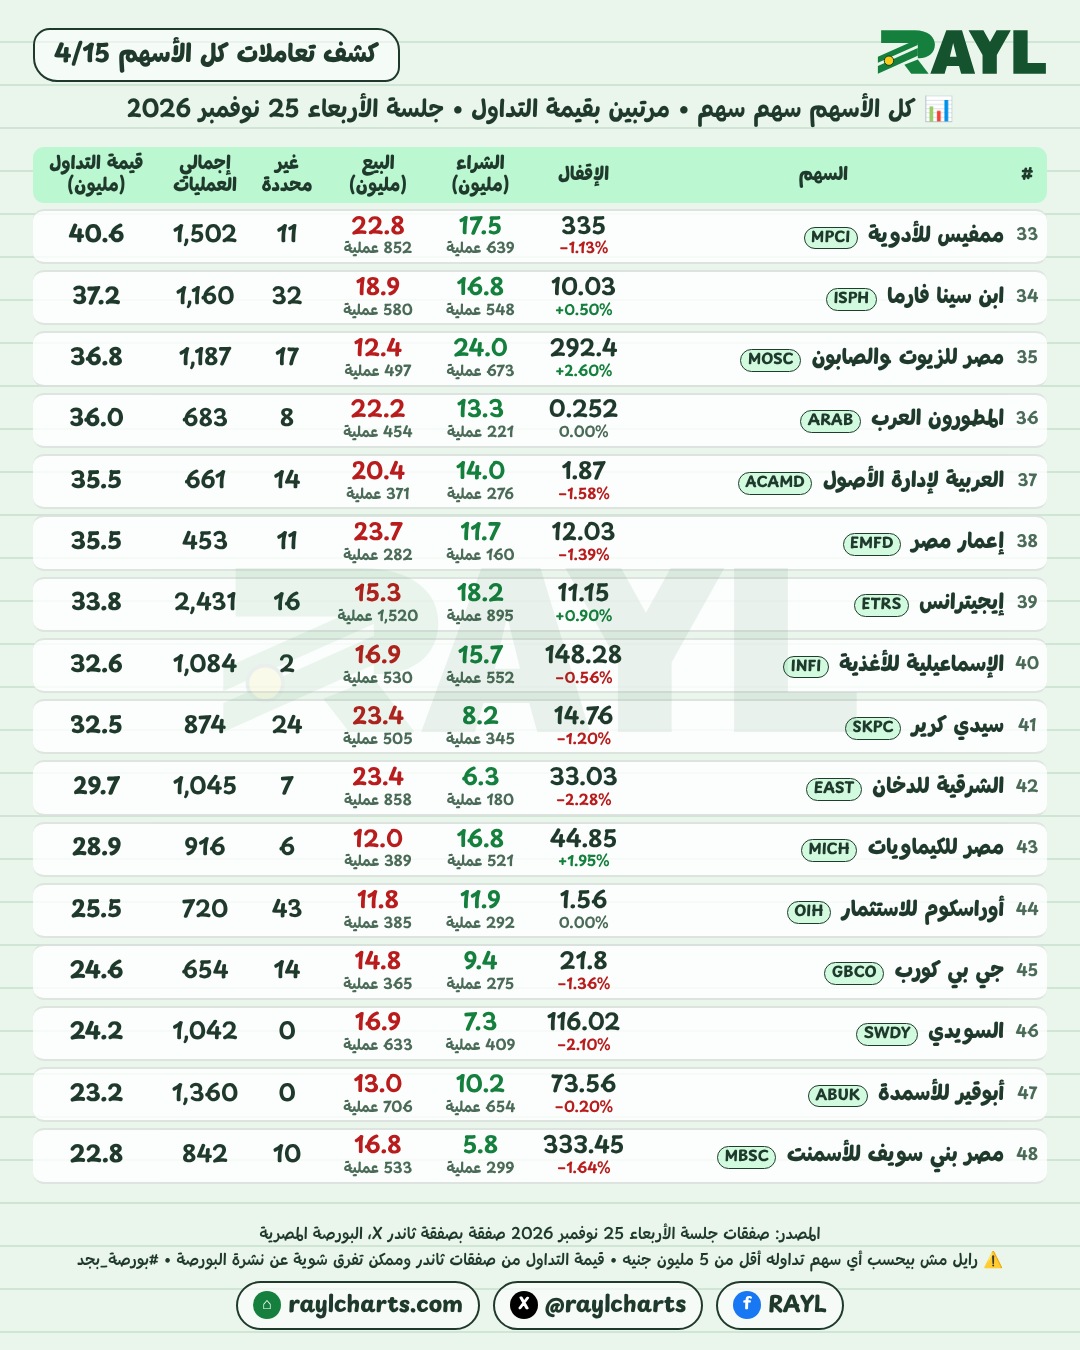 RAYL
كشف تعاملات كل الأسهم 4/15
📊 كل الأسهم سهم سهم • مرتبين بقيمة التداول • جلسة الأربعاء 25 نوفمبر 2026
# السهم الإقفال الشراء (مليون) البيع (مليون) غير محددة إجمالي العمليات قيمة التداول (مليون)
33 ممفيس للأدوية MPCI 335 17.5 22.8 11 1,502 40.6
−1.13% 639 عملية 852 عملية
34 ابن سينا فارما ISPH 10.03 16.8 18.9 32 1,160 37.2
+0.50% 548 عملية 580 عملية
35 مصر للزيوت والصابون MOSC 292.4 24.0 12.4 17 1,187 36.8
+2.60% 673 عملية 497 عملية
36 المطورون العرب ARAB 0.252 13.3 22.2 8 683 36.0
0.00% 221 عملية 454 عملية
37 العربية لإدارة الأصول ACAMD 1.87 14.0 20.4 14 661 35.5
−1.58% 276 عملية 371 عملية
38 إعمار مصر EMFD 12.03 11.7 23.7 11 453 35.5
−1.39% 160 عملية 282 عملية
39 إيجيترانس ETRS 11.15 18.2 15.3 16 2,431 33.8
+0.90% 895 عملية 1,520 عملية
40 الإسماعيلية للأغذية INFI 148.28 15.7 16.9 2 1,084 32.6
−0.56% 552 عملية 530 عملية
41 سيدي كرير SKPC 14.76 8.2 23.4 24 874 32.5
−1.20% 345 عملية 505 عملية
42 الشرقية للدخان EAST 33.03 6.3 23.4 7 1,045 29.7
−2.28% 180 عملية 858 عملية
43 مصر للكيماويات MICH 44.85 16.8 12.0 6 916 28.9
+1.95% 521 عملية 389 عملية
44 أوراسكوم للاستثمار OIH 1.56 11.9 11.8 43 720 25.5
0.00% 292 عملية 385 عملية
45 جي بي كورب GBCO 21.8 9.4 14.8 14 654 24.6
−1.36% 275 عملية 365 عملية
46 السويدي SWDY 116.02 7.3 16.9 0 1,042 24.2
−2.10% 409 عملية 633 عملية
47 أبوقير للأسمدة ABUK 73.56 10.2 13.0 0 1,360 23.2
−0.20% 654 عملية 706 عملية
48 مصر بني سويف للأسمنت MBSC 333.45 5.8 16.8 10 842 22.8
−1.64% 299 عملية 533 عملية
المصدر: صفقات جلسة الأربعاء 25 نوفمبر 2026 صفقة بصفقة ثاندر X، البورصة المصرية
⚠️ رايل مش بيحسب أي سهم تداوله أقل من 5 مليون جنيه • قيمة التداول من صفقات ثاندر وممكن تفرق شوية عن نشرة البورصة • #بورصة_بجد
raylcharts.com X @raylcharts f RAYL